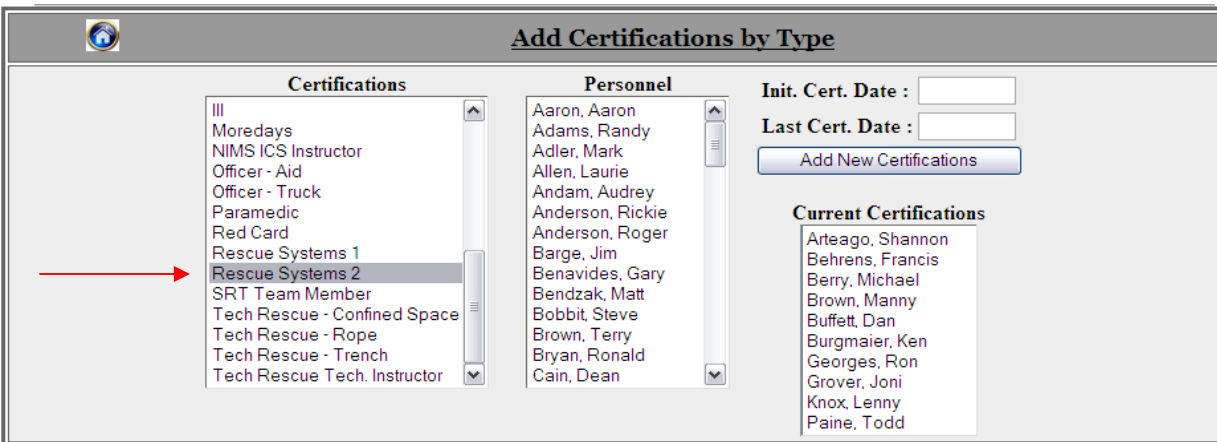 Add Certifications by Type
Certifications
III
Moredays
NIMS ICS Instructor
Officer - Aid
Officer - Truck
Paramedic
Red Card
Rescue Systems 1
Rescue Systems 2
SRT Team Member
Tech Rescue - Confined Space
Tech Rescue - Rope
Tech Rescue - Trench
Tech Rescue Tech. Instructor
Personnel
Aaron, Aaron
Adams, Randy
Adler, Mark
Allen, Laurie
Andam, Audrey
Anderson, Rickie
Anderson, Roger
Barge, Jim
Benavides, Gary
Bendzak, Matt
Bobbit, Steve
Brown, Terry
Bryan, Ronald
Cain, Dean
Init. Cert. Date :
Last Cert. Date :
Add New Certifications
Current Certifications
Arteago, Shannon
Behrens, Francis
Berry, Michael
Brown, Manny
Buffett, Dan
Burgmaier, Ken
Georges, Ron
Grover, Joni
Knox, Lenny
Paine, Todd